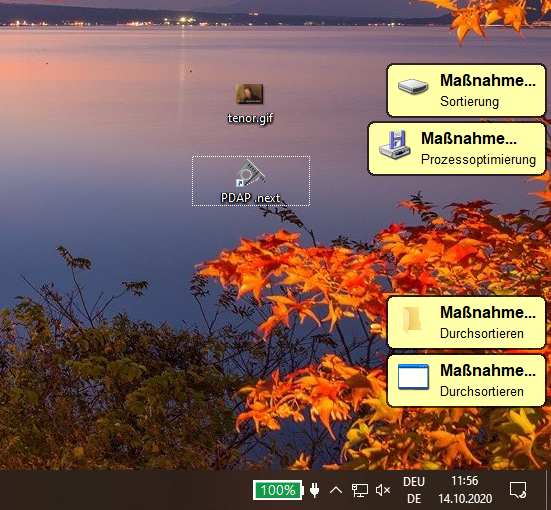 Maßnahme...
Sortierung
tenor.gif
Maßnahme...
Prozessoptimierung
PDAP .next
Maßnahme...
Durchsortieren
Maßnahme...
Durchsortieren
100%
DEU
DE
11:56
14.10.2020